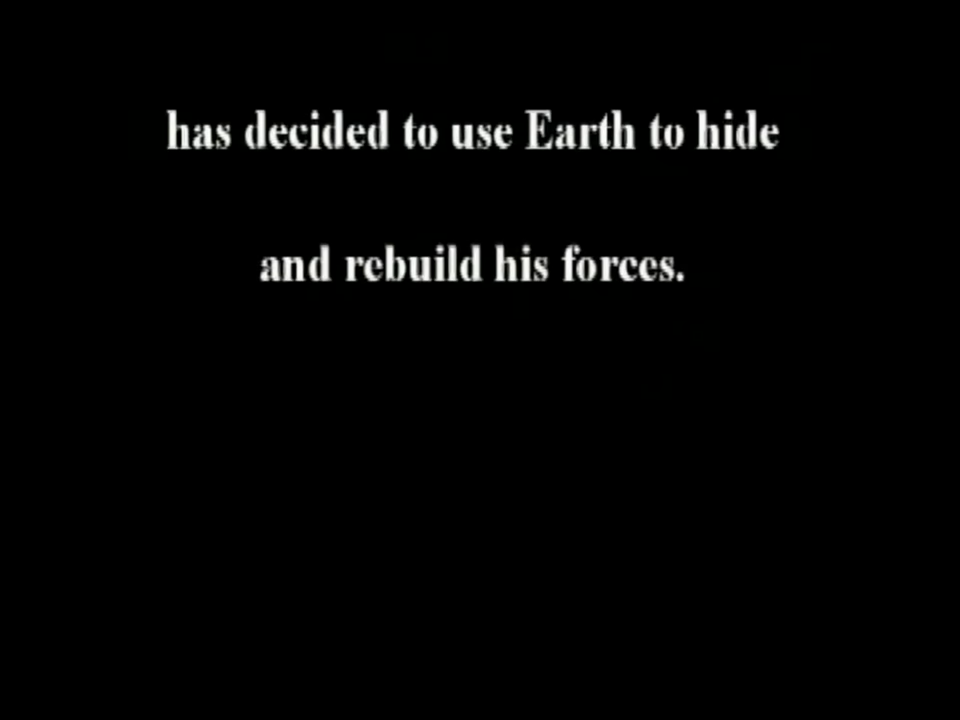 has decided to use Earth to hide
and rebuild his forces.